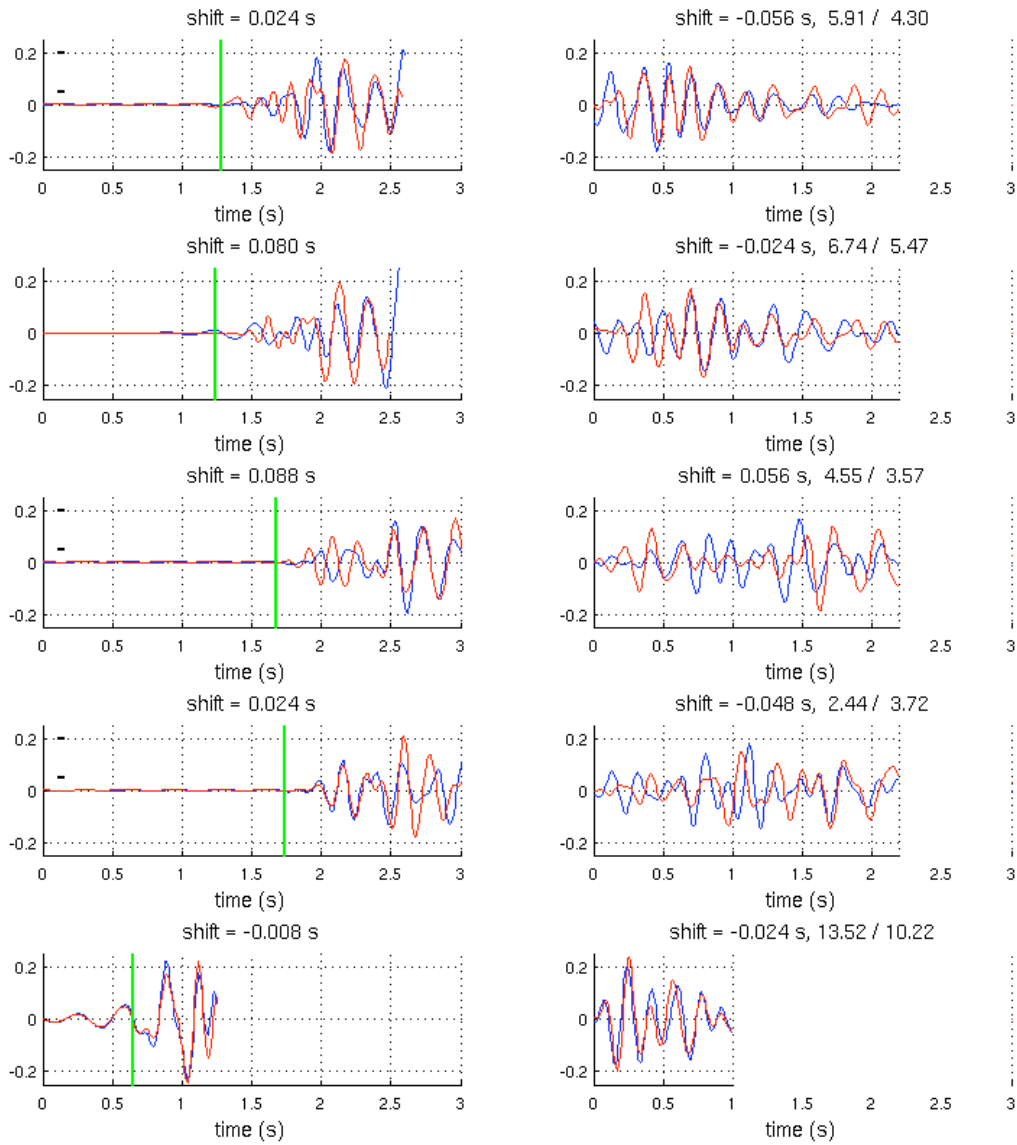 shift = 0.024 s
0.2
0
-0.2
0 0.5 1 1.5 2 2.5 3
time (s)
shift = -0.056 s, 5.91 / 4.30
0.2
0
-0.2
0 0.5 1 1.5 2 2.5 3
time (s)
shift = 0.080 s
0.2
0
-0.2
0 0.5 1 1.5 2 2.5 3
time (s)
shift = -0.024 s, 6.74 / 5.47
0.2
0
-0.2
0 0.5 1 1.5 2 2.5 3
time (s)
shift = 0.088 s
0.2
0
-0.2
0 0.5 1 1.5 2 2.5 3
time (s)
shift = 0.056 s, 4.55 / 3.57
0.2
0
-0.2
0 0.5 1 1.5 2 2.5 3
time (s)
shift = 0.024 s
0.2
0
-0.2
0 0.5 1 1.5 2 2.5 3
time (s)
shift = -0.048 s, 2.44 / 3.72
0.2
0
-0.2
0 0.5 1 1.5 2 2.5 3
time (s)
shift = -0.008 s
0.2
0
-0.2
0 0.5 1 1.5 2 2.5 3
time (s)
shift = -0.024 s, 13.52 / 10.22
0.2
0
-0.2
0 0.5 1 1.5 2 2.5 3
time (s)